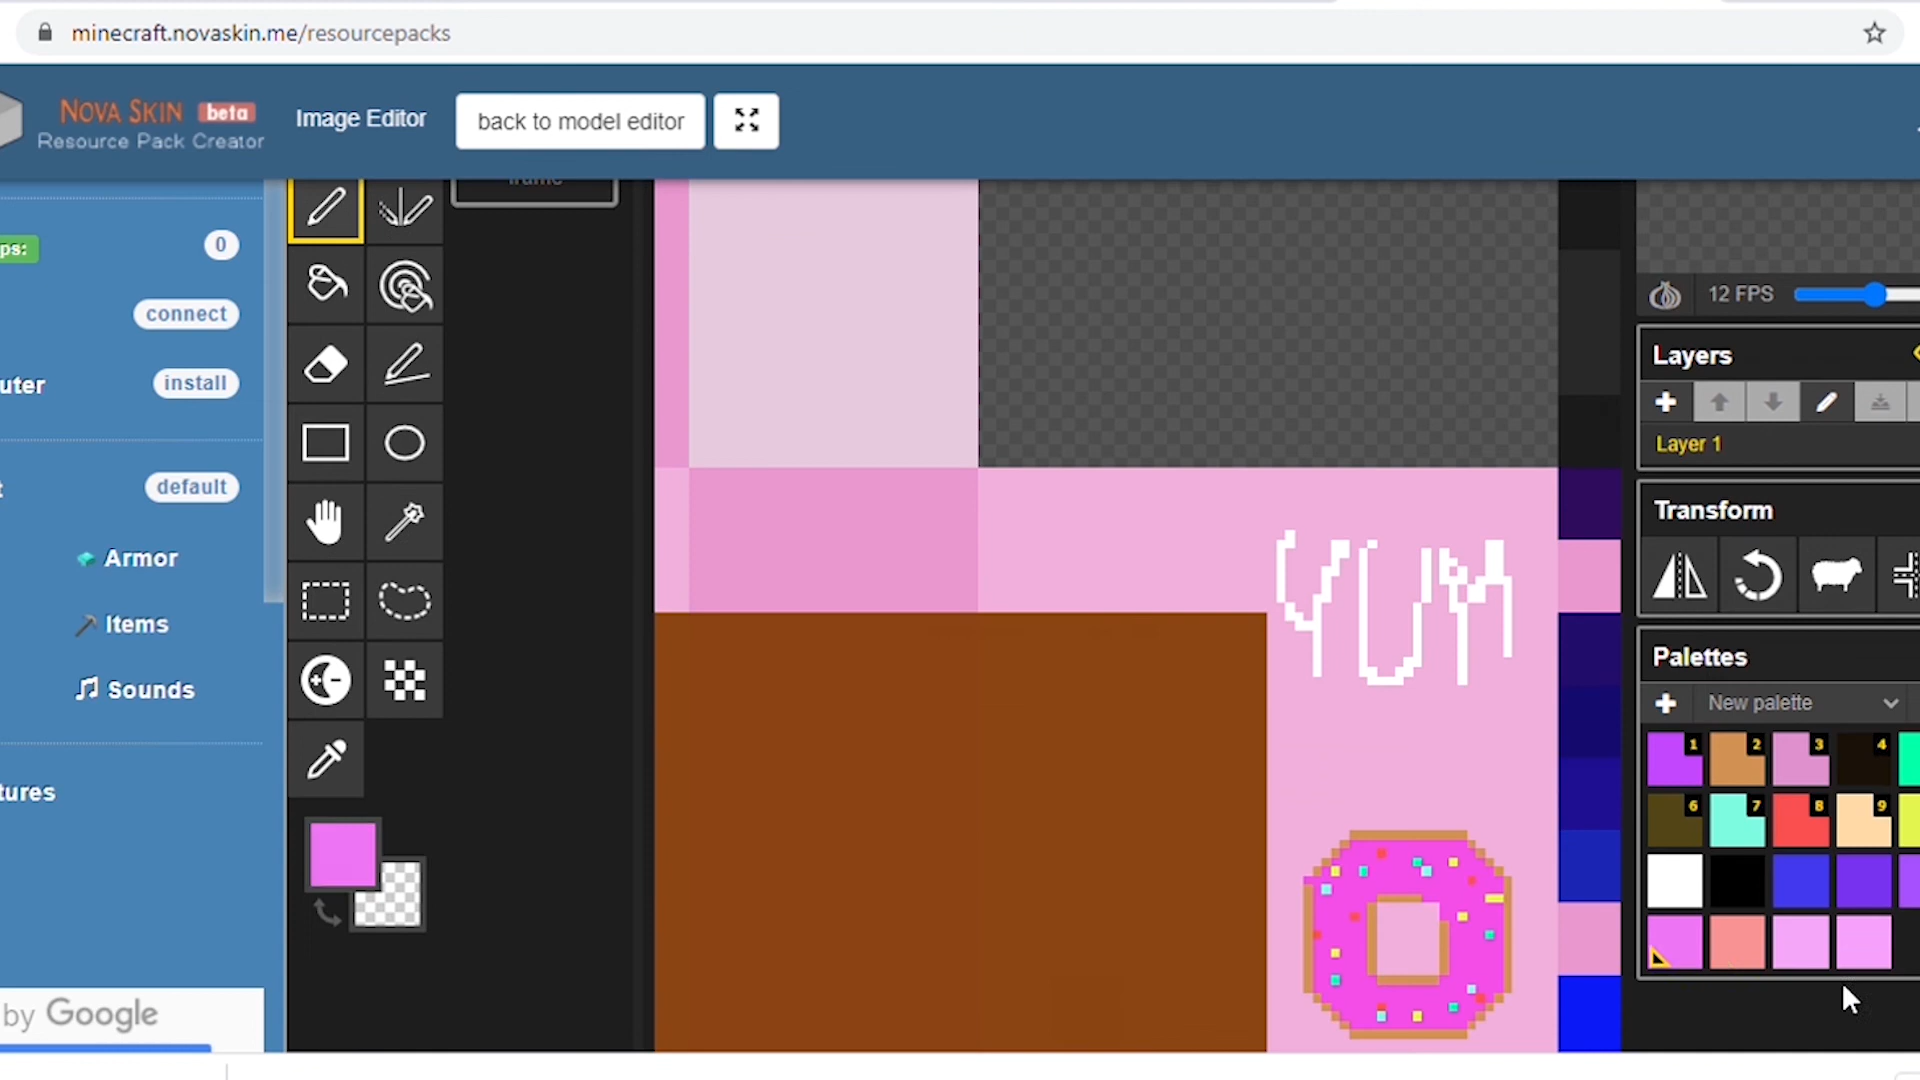 minecraft.novaskin.me/resourcepacks
NOVA SKIN beta
Resource Pack Creator
Image Editor
back to model editor
frame
ps:
0
connect
uter
install
t
default
Armor
Items
Sounds
tures
by Google
YUM
12 FPS
Layers
Layer 1
Transform
Palettes
New palette
1 2 3 4
6 7 8 9